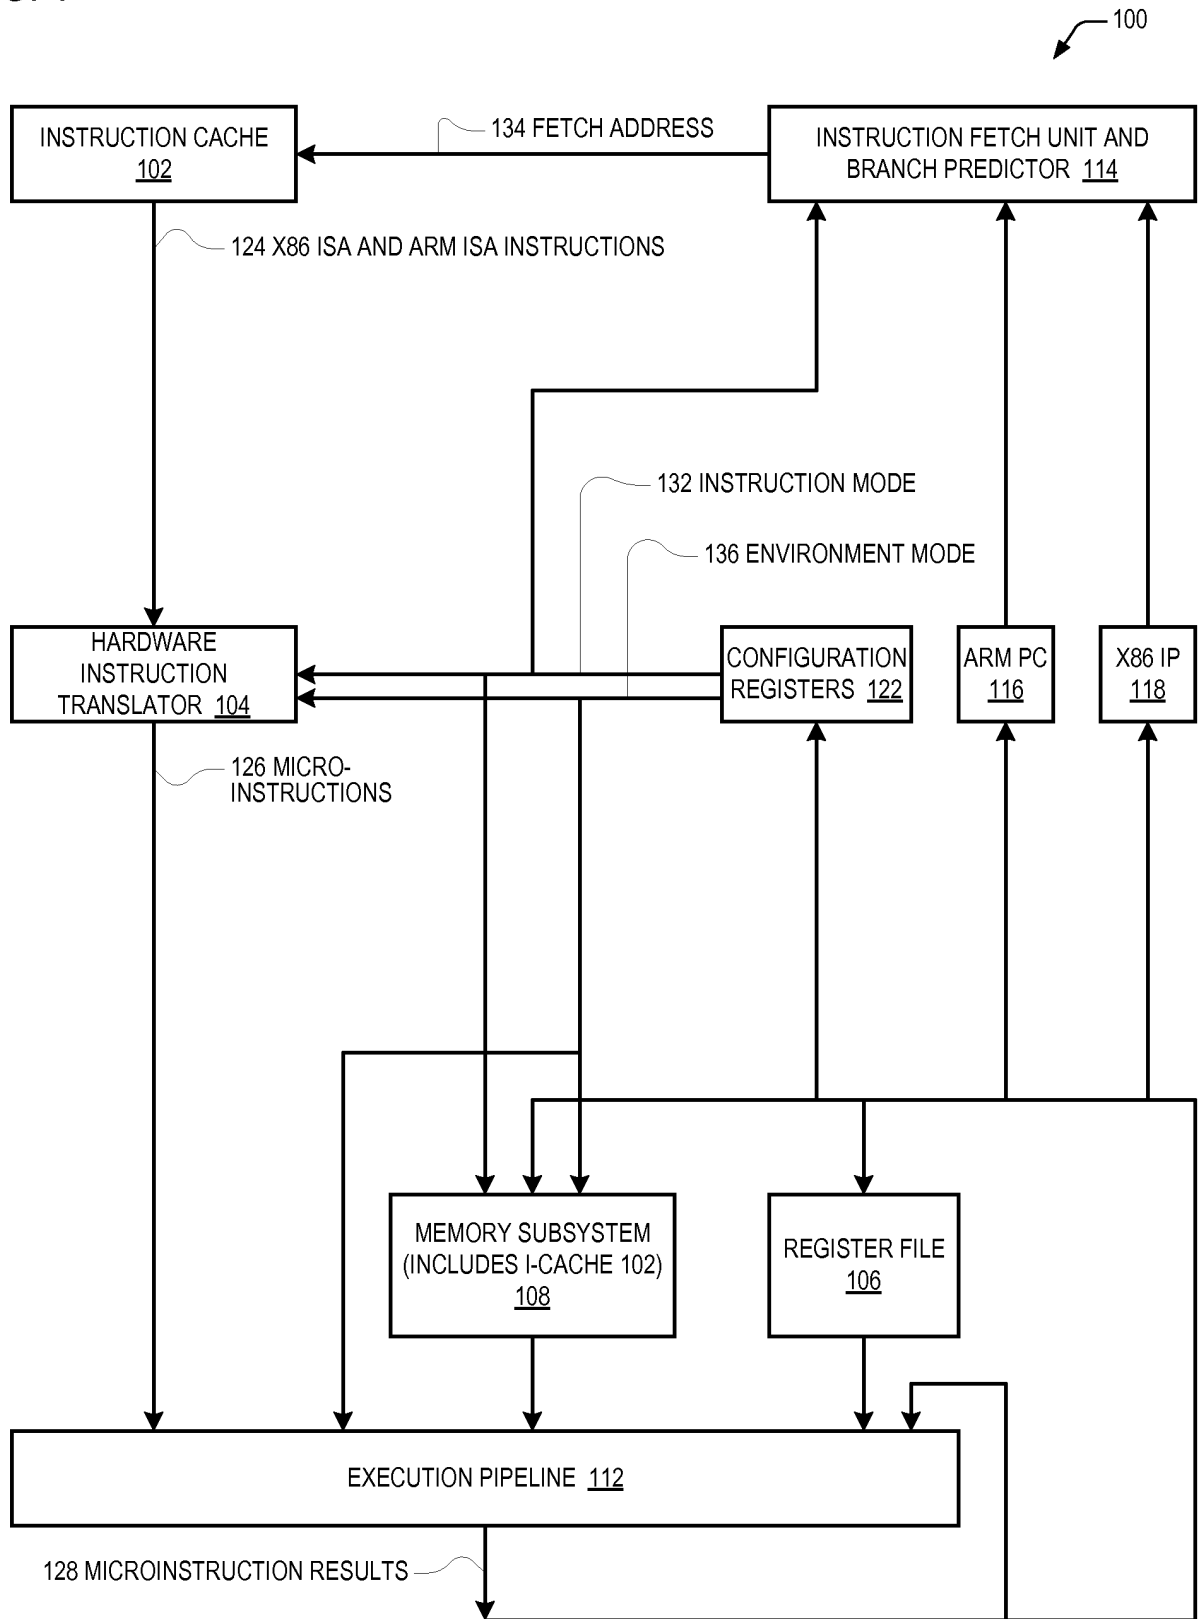 100
INSTRUCTION CACHE
102
134 FETCH ADDRESS
INSTRUCTION FETCH UNIT AND
BRANCH PREDICTOR 114
124 X86 ISA AND ARM ISA INSTRUCTIONS
132 INSTRUCTION MODE
136 ENVIRONMENT MODE
HARDWARE
INSTRUCTION
TRANSLATOR 104
CONFIGURATION
REGISTERS 122
ARM PC
116
X86 IP
118
126 MICRO-
INSTRUCTIONS
MEMORY SUBSYSTEM
(INCLUDES I-CACHE 102)
108
REGISTER FILE
106
EXECUTION PIPELINE 112
128 MICROINSTRUCTION RESULTS